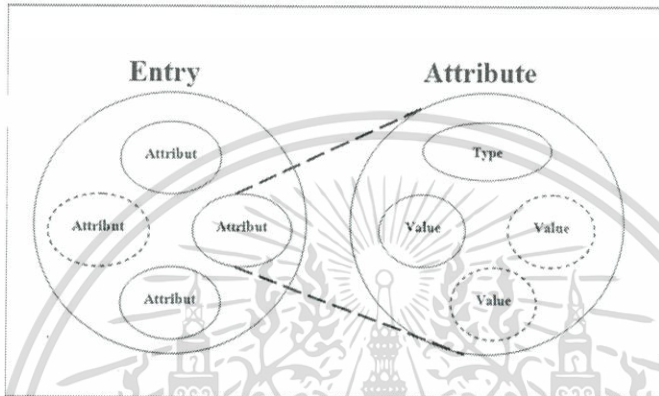 Entry
Attribute
Attribut
Attribut
Attribut
Attribut
Type
Value
Value
Value